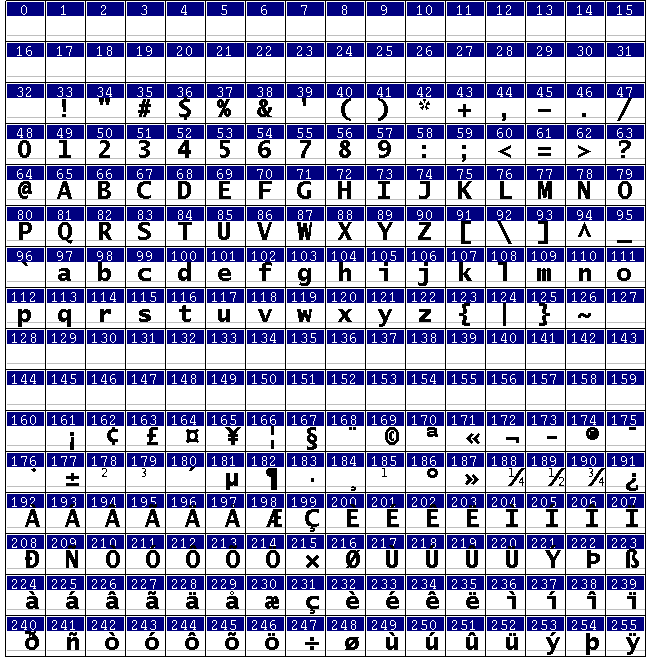 0 1 2 3 4 5 6 7 8 9 10 11 12 13 14 15
16 17 18 19 20 21 22 23 24 25 26 27 28 29 30 31
32 33 34 35 36 37 38 39 40 41 42 43 44 45 46 47
! " # $ % & ' ( ) * + , - . /
48 49 50 51 52 53 54 55 56 57 58 59 60 61 62 63
0 1 2 3 4 5 6 7 8 9 : ; < = > ?
64 65 66 67 68 69 70 71 72 73 74 75 76 77 78 79
@ A B C D E F G H I J K L M N O
80 81 82 83 84 85 86 87 88 89 90 91 92 93 94 95
P Q R S T U V W X Y Z [ \ ] ^ _
96 97 98 99 100 101 102 103 104 105 106 107 108 109 110 111
` a b c d e f g h i j k l m n o
112 113 114 115 116 117 118 119 120 121 122 123 124 125 126 127
p q r s t u v w x y z { | } ~
128 129 130 131 132 133 134 135 136 137 138 139 140 141 142 143
144 145 146 147 148 149 150 151 152 153 154 155 156 157 158 159
160 161 162 163 164 165 166 167 168 169 170 171 172 173 174 175
¡ ¢ £ ¤ ¥ ¦ § ¨ © ª « ¬ - ® ¯
176 177 178 179 180 181 182 183 184 185 186 187 188 189 190 191
° ± ² ³ ´ µ ¶ · ¸ ¹ º » ¼ ½ ¾ ¿
192 193 194 195 196 197 198 199 200 201 202 203 204 205 206 207
A A A A A A Æ Ç E E E E I I I I
208 209 210 211 212 213 214 215 216 217 218 219 220 221 222 223
Ð N O O O O O × Ø U U U U Y Þ ß
224 225 226 227 228 229 230 231 232 233 234 235 236 237 238 239
à á â ã ä å æ ç è é ê ë ì í î ï
240 241 242 243 244 245 246 247 248 249 250 251 252 253 254 255
ð ñ ò ó ô õ ö ÷ ø ù ú û ü ý þ ÿ